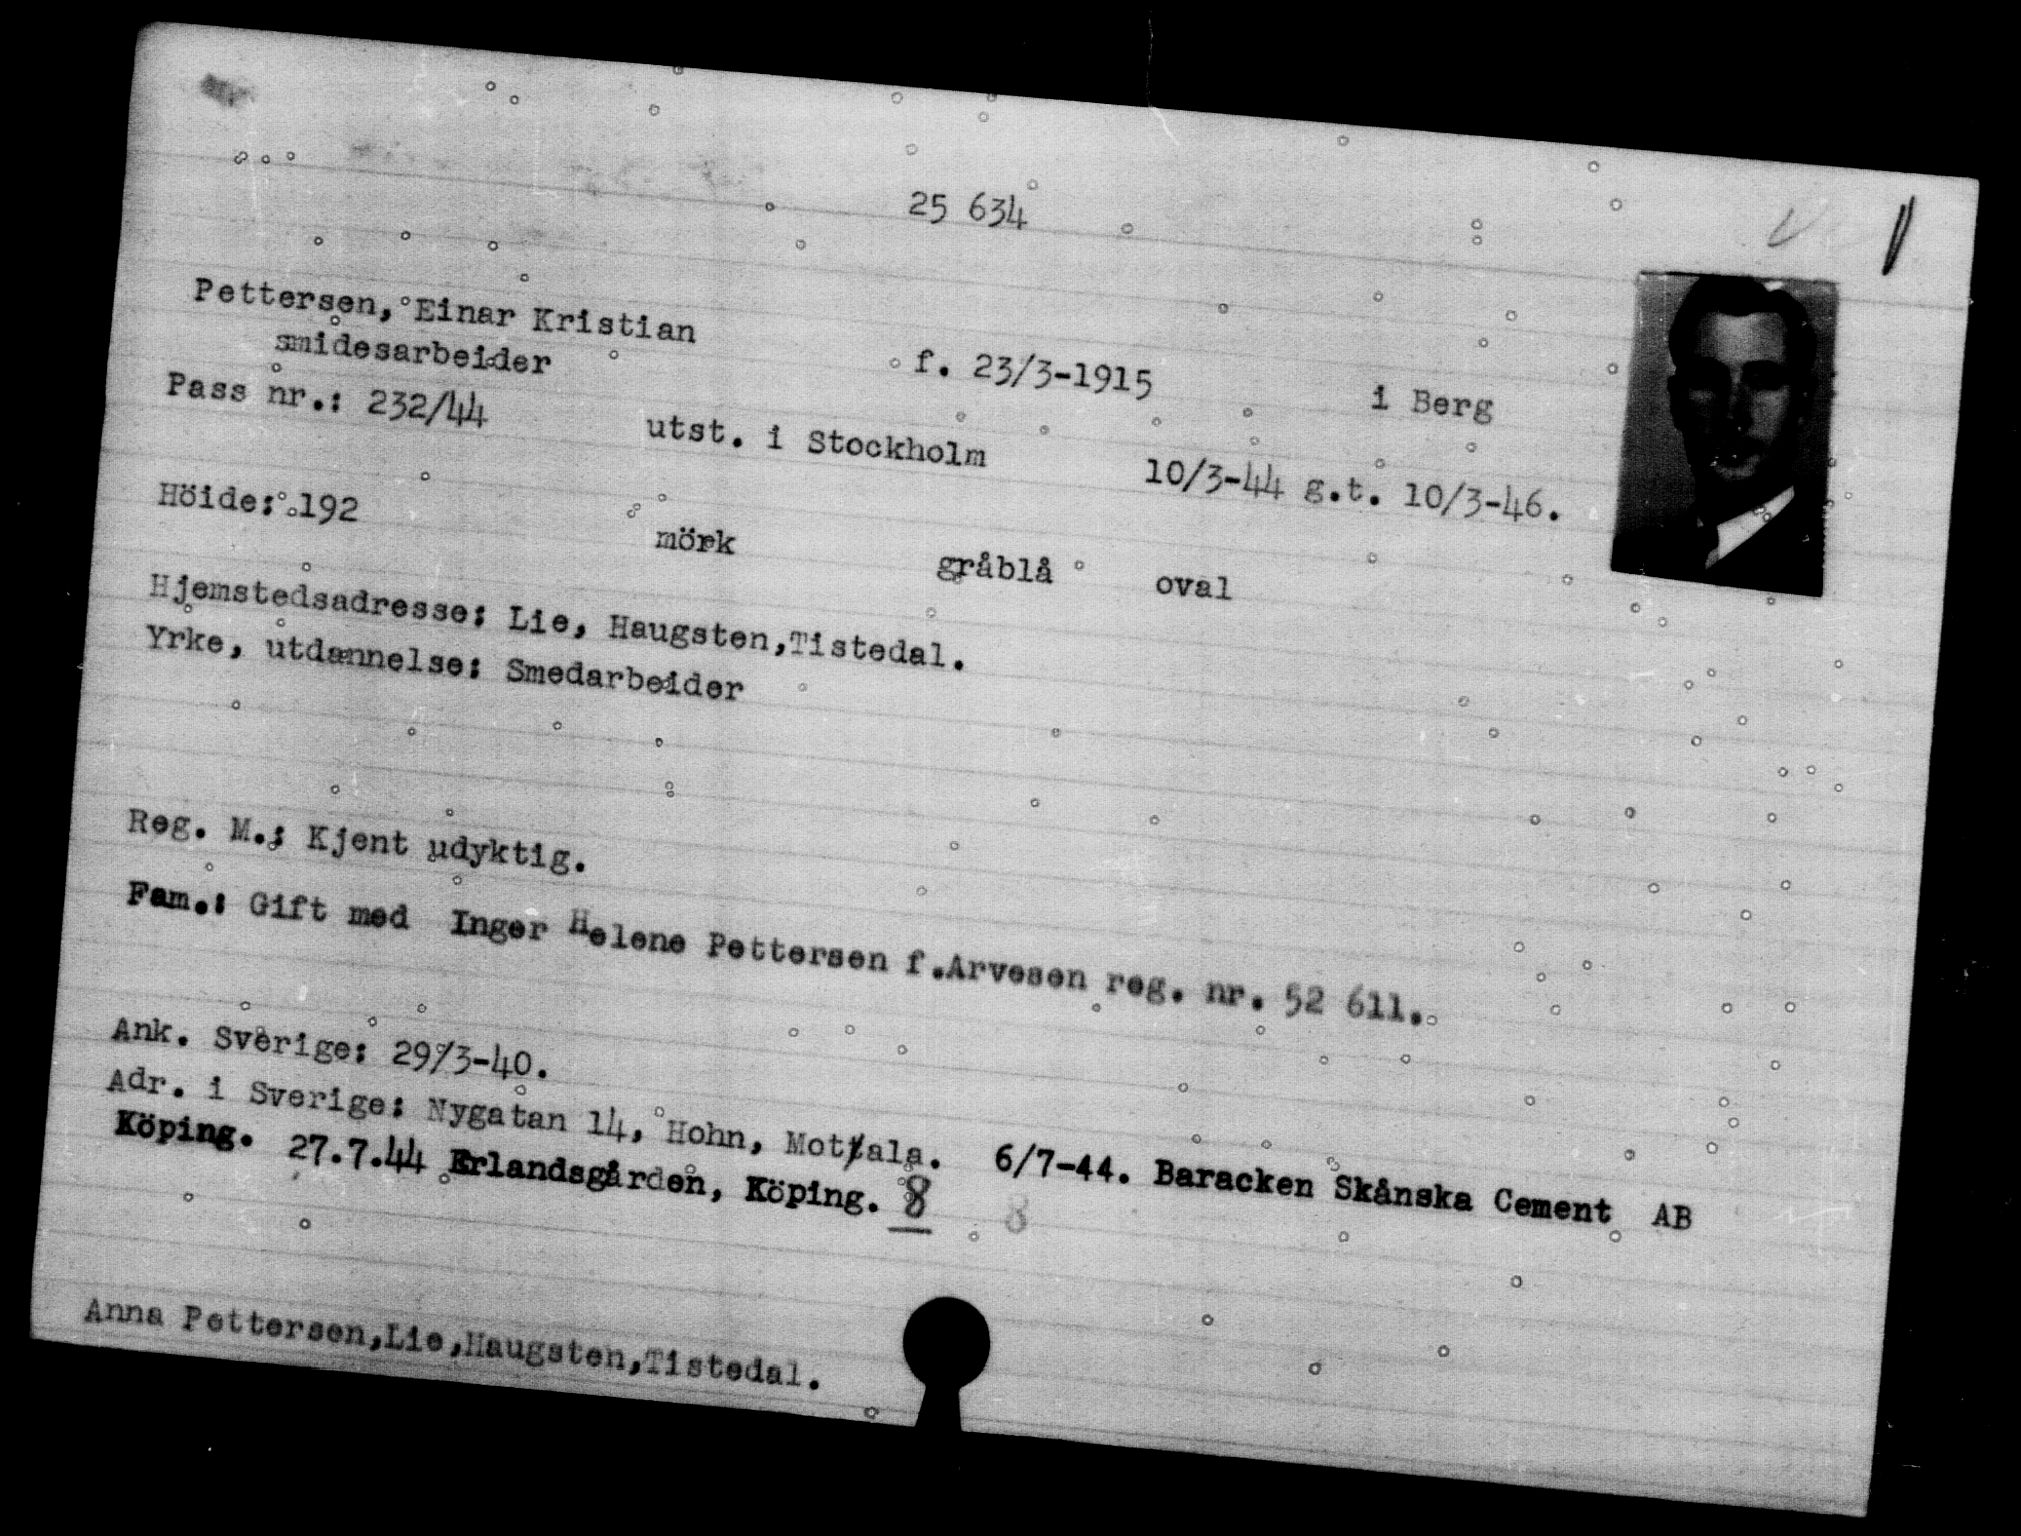 25 634
Pettersen, Einar Kristian f. 23/3-1915 i Berg
smidesarbeider
Pass nr.: 232/44 utst. i Stockholm 10/3-44 g.t. 10/3-46.
Höide: 192 mörk gråblå oval
Hjemstedsadresse: Lie, Haugsten,Tistedal.
Yrke, utdannelse: Smedarbeider
Reg. M.: Kjent udyktig.
Fam.: Gift med Inger Helene Pettersen f.Arvesen reg. nr. 52 611.
Ank. Sverige: 29/3-40.
Adr. i Sverige: Nygatan 14, Hohn, Motala. 6/7-44. Baracken Skånska Cement AB
Köping. 27.7.44 Erlandsgården, Köping. 8 8
Anna Pettersen,Lie,Haugsten,Tistedal.